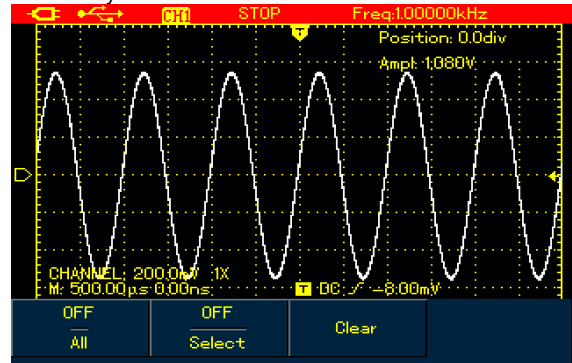 CH1 STOP Freq:1.00000kHz
Position: 0.0div
Ampl: 1.080V
CHANNEL: 200.0mV 1X
M: 500.00µs 0.00ns T DC -8.00mV
OFF OFF Clear
All Select